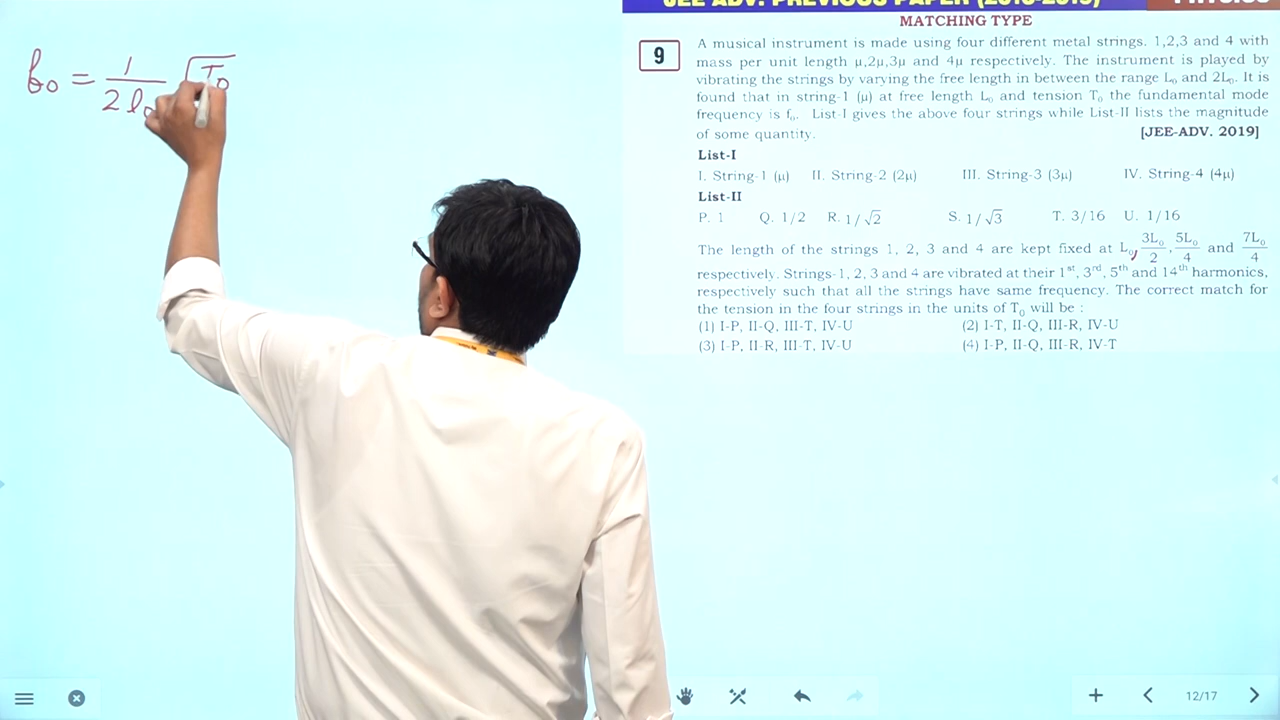 JEE ADV. PREVIOUS PAPER (2018-2019) PHYSICS
MATCHING TYPE
9
A musical instrument is made using four different metal strings. 1,2,3 and 4 with
mass per unit length μ,2μ,3μ and 4μ respectively. The instrument is played by
vibrating the strings by varying the free length in between the range L₀ and 2L₀. It is
found that in string-1 (μ) at free length L₀ and tension T₀ the fundamental mode
frequency is f₀. List-I gives the above four strings while List-II lists the magnitude
of some quantity. [JEE-ADV. 2019]
List-I
I. String-1 (μ) II. String-2 (2μ) III. String-3 (3μ) IV. String-4 (4μ)
List-II
P. 1 Q. 1/2 R. 1/√2 S. 1/√3 T. 3/16 U. 1/16
The length of the strings 1, 2, 3 and 4 are kept fixed at L₀, 3L₀/2, 5L₀/4 and 7L₀/4
respectively. Strings-1, 2, 3 and 4 are vibrated at their 1st, 3rd, 5th and 14th harmonics,
respectively such that all the strings have same frequency. The correct match for
the tension in the four strings in the units of T₀ will be :
(1) I-P, II-Q, III-T, IV-U (2) I-T, II-Q, III-R, IV-U
(3) I-P, II-R, III-T, IV-U (4) I-P, II-Q, III-R, IV-T
f₀ = 1/2l₀ √T₀
12/17